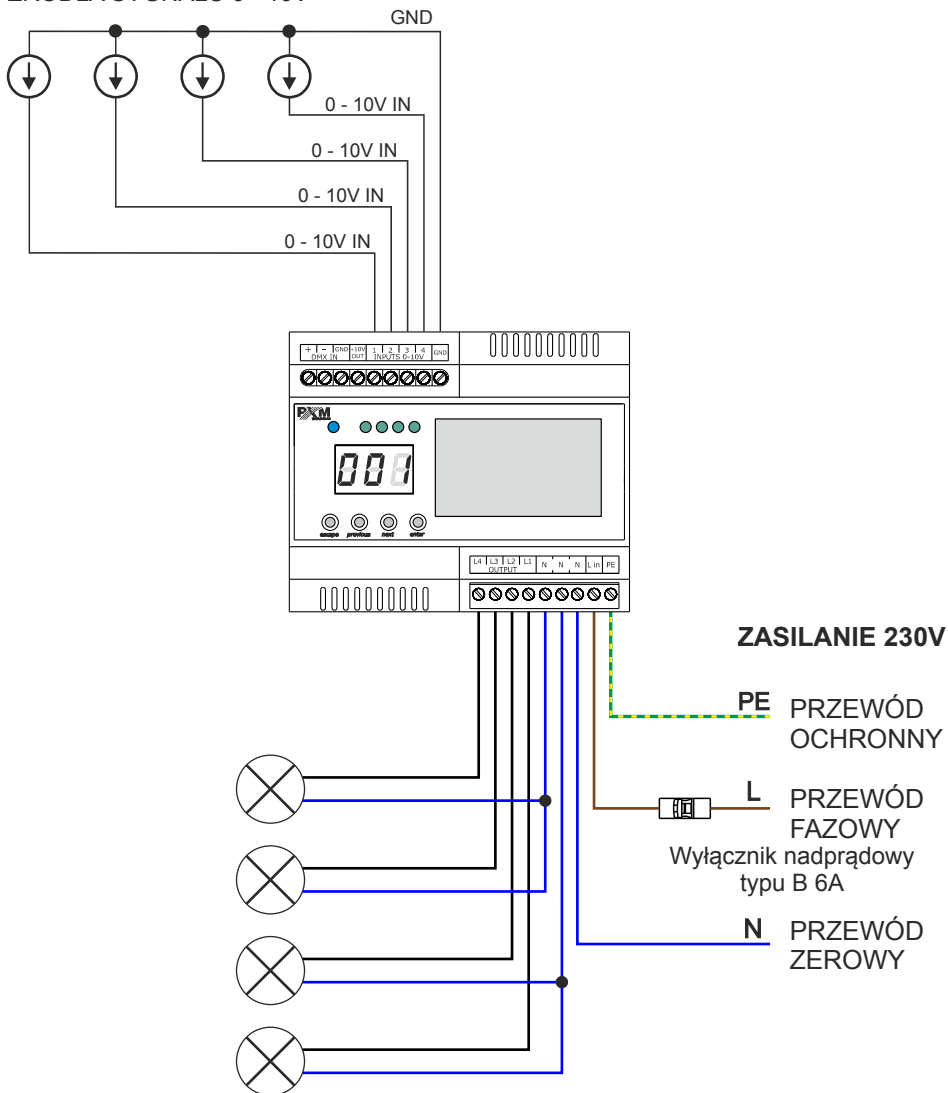 GND
0 - 10V IN
0 - 10V IN
0 - 10V IN
0 - 10V IN
+ - GND +10V 1 2 3 4 GND
DMX IN OUT INPUTS 0-10V
PXM
001
escape previous next enter
L4 L3 L2 L1 N N N L in PE
OUTPUT
ZASILANIE 230V
PE PRZEWÓD
OCHRONNY
L PRZEWÓD
FAZOWY
Wyłącznik nadprądowy
typu B 6A
N PRZEWÓD
ZEROWY